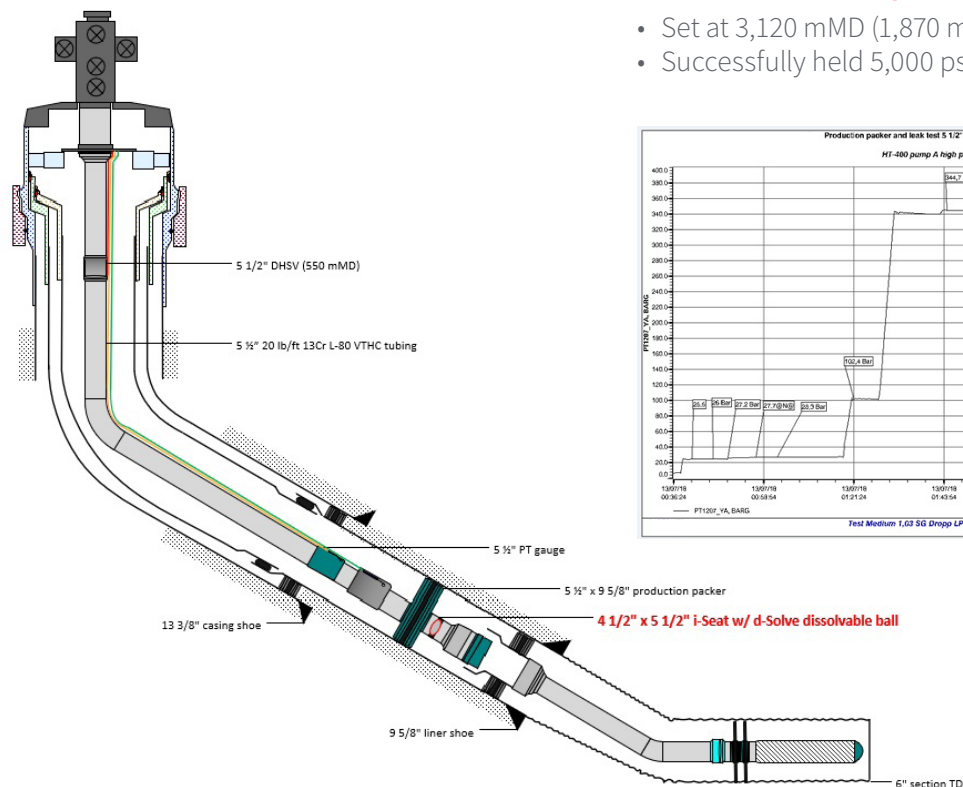 • Set at 3,120 mMD (1,870 m
• Successfully held 5,000 ps
Production packer and leak test 5 1/2"
HT-400 pump A high p
400.0
380.0
360.0
340.0
320.0
300.0
280.0
260.0
240.0
220.0
200.0
180.0
160.0
140.0
120.0
100.0
80.0
60.0
40.0
20.0
0.0
PT1207_YA, BARG
344,7
102,4 Bar
25,6
26 Bar
27,2 Bar
28,9 Bar
13/07/18
00:36:24
13/07/18
00:58:54
13/07/18
01:21:24
13/07/18
01:43:54
PT1207_YA, BARG
Test Medium 1,03 SG Dropp LP
5 1/2" DHSV (550 mMD)
5 ½" 20 lb/ft 13Cr L-80 VTHC tubing
5 ½" PT gauge
5 ½" x 9 5/8" production packer
4 1/2" x 5 1/2" i-Seat w/ d-Solve dissolvable ball
13 3/8" casing shoe
9 5/8" liner shoe
6" section TD